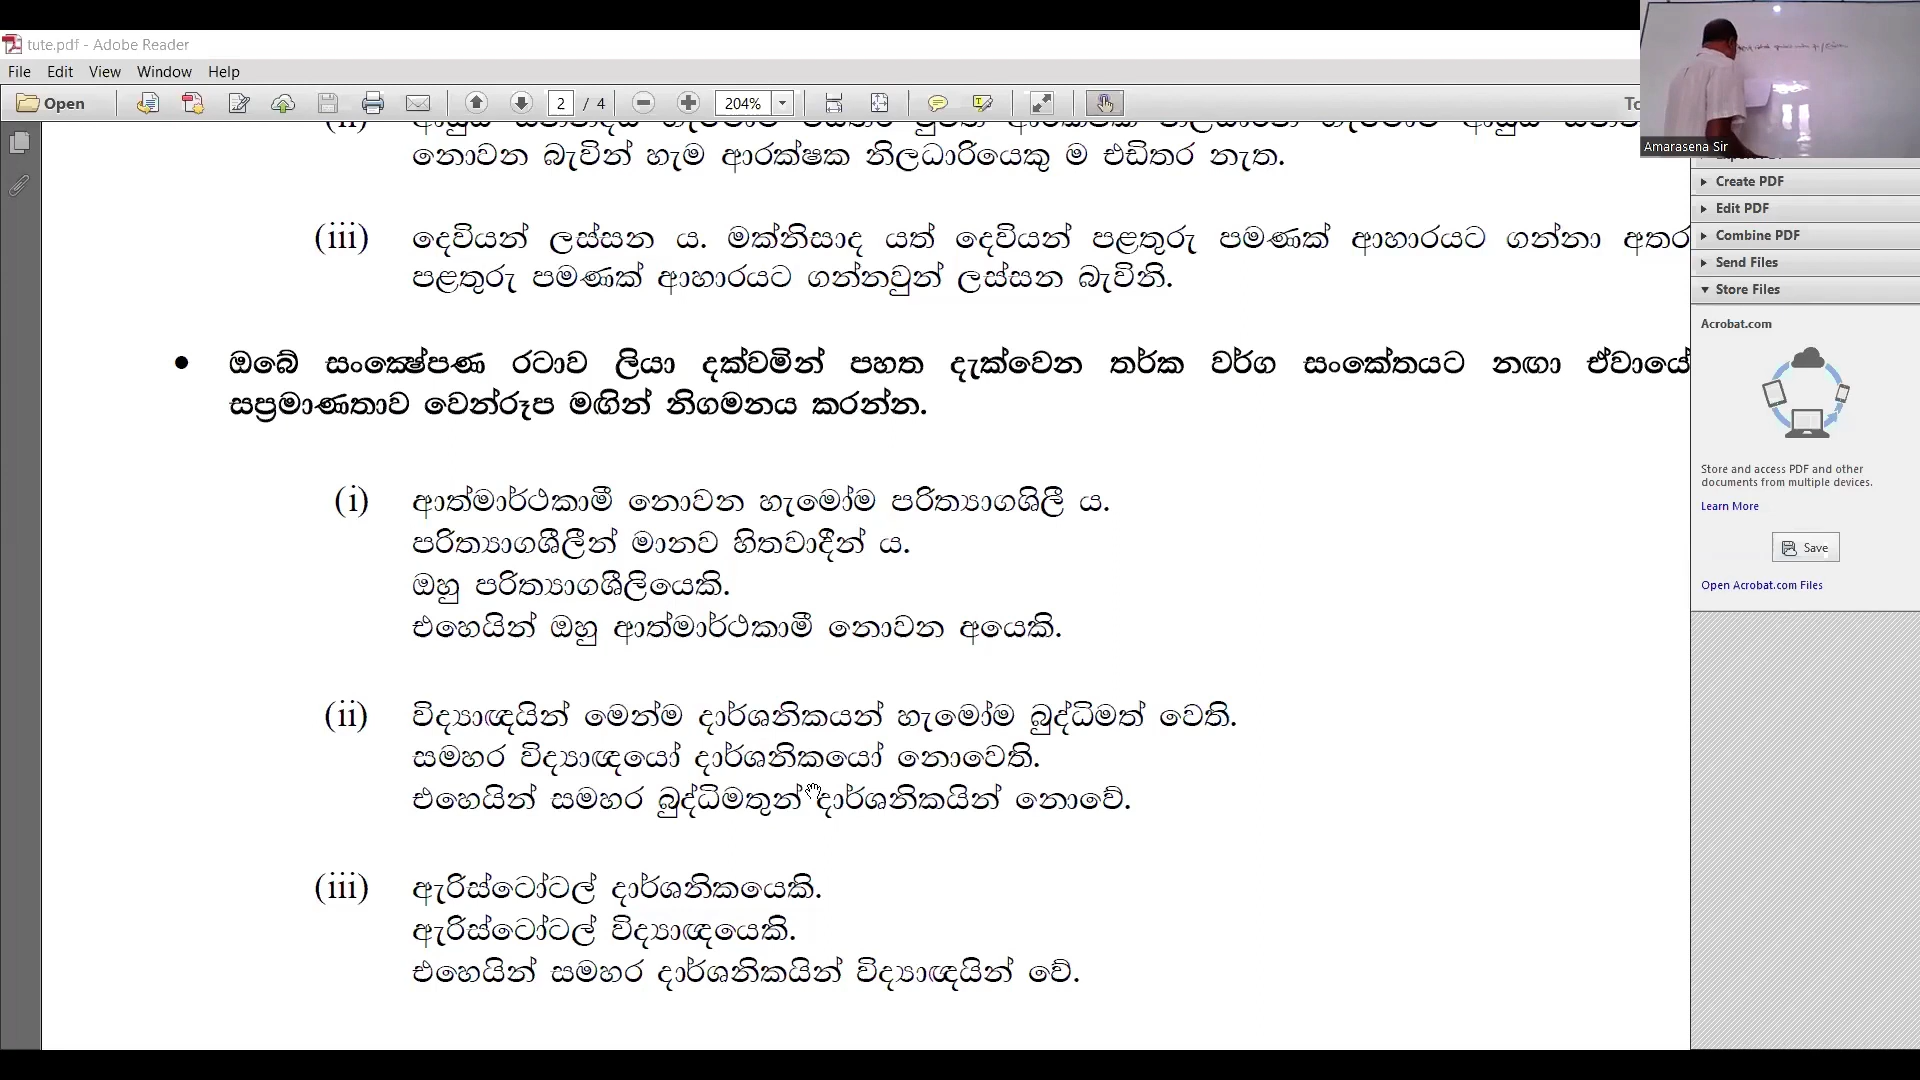 tute.pdf - Adobe Reader
File Edit View Window Help
Open 2 / 4 204%
Amarasena Sir
නොවන බැවින් හැම ආරක්ෂක නිලධාරියෙකු ම එඩිතර නැත.
(iii) දෙවියන් ලස්සන ය. මක්නිසාද යත් දෙවියන් පළතුරු පමණක් ආහාරයට ගන්නා අතර
පළතුරු පමණක් ආහාරයට ගන්නවුන් ලස්සන බැවිනි.
• ඔබේ සංක්ෂේපණ රටාව ලියා දක්වමින් පහත දැක්වෙන තර්ක වර්ග සංකේතයට නඟා ඒවායේ
සප්‍රමාණතාව වෙන්රූප මඟින් නිගමනය කරන්න.
(i) ආත්මාර්ථකාමී නොවන හැමෝම පරිත්‍යාගශිලී ය.
පරිත්‍යාගශීලීන් මානව හිතවාදීන් ය.
ඔහු පරිත්‍යාගශීලියෙකි.
එහෙයින් ඔහු ආත්මාර්ථකාමී නොවන අයෙකි.
(ii) විද්‍යාඥයින් මෙන්ම දාර්ශනිකයන් හැමෝම බුද්ධිමත් වෙති.
සමහර විද්‍යාඥයෝ දාර්ශනිකයෝ නොවෙති.
එහෙයින් සමහර බුද්ධිමතුන් දාර්ශනිකයින් නොවේ.
(iii) ඇරිස්ටෝටල් දාර්ශනිකයෙකි.
ඇරිස්ටෝටල් විද්‍යාඥයෙකි.
එහෙයින් සමහර දාර්ශනිකයින් විද්‍යාඥයින් වේ.
Create PDF
Edit PDF
Combine PDF
Send Files
Store Files
Acrobat.com
Store and access PDF and other
documents from multiple devices.
Learn More
Save
Open Acrobat.com Files